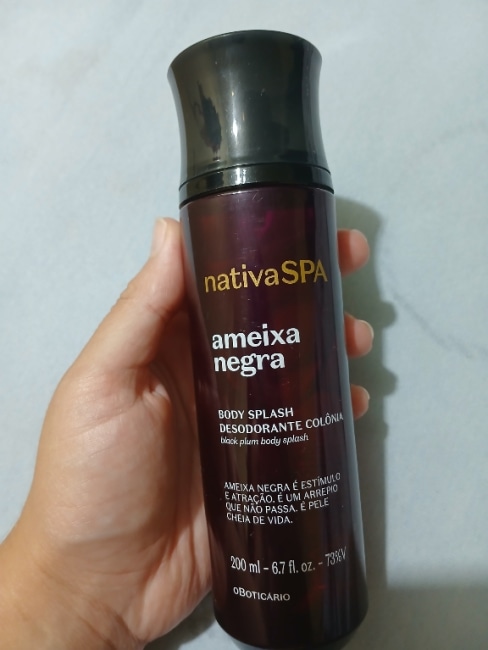 nativaSPA
ameixa
negra
BODY SPLASH
DESODORANTE COLÔNIA
black plum body splash
AMEIXA NEGRA É ESTÍMULO
E ATRAÇÃO. É UM ARREPIO
QUE NÃO PASSA. É PELE
CHEIA DE VIDA.
200 ml - 6.7 fl. oz. - 73%V
oBOTICÁRIO